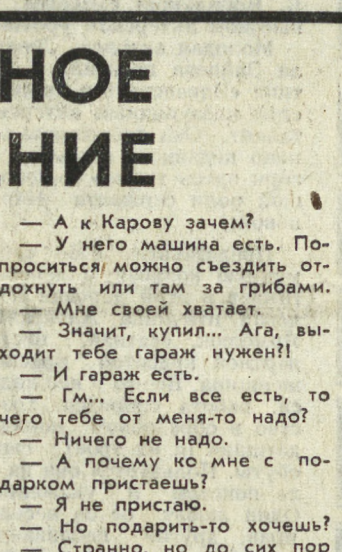 НОЕ
НИЕ
— А к Карову зачем?
— У него машина есть. По-
проситься можно съездить от-
дохнуть или там за грибами.
— Мне своей хватает.
— Значит, купил... Ага, вы-
ходит тебе гараж нужен?!
— И гараж есть.
— Гм... Если все есть, то
чего тебе от меня-то надо?
— Ничего не надо.
— А почему ко мне с по-
дарком пристаешь?
— Я не пристаю.
— Но подарить-то хочешь?
— Странно, но до сих пор